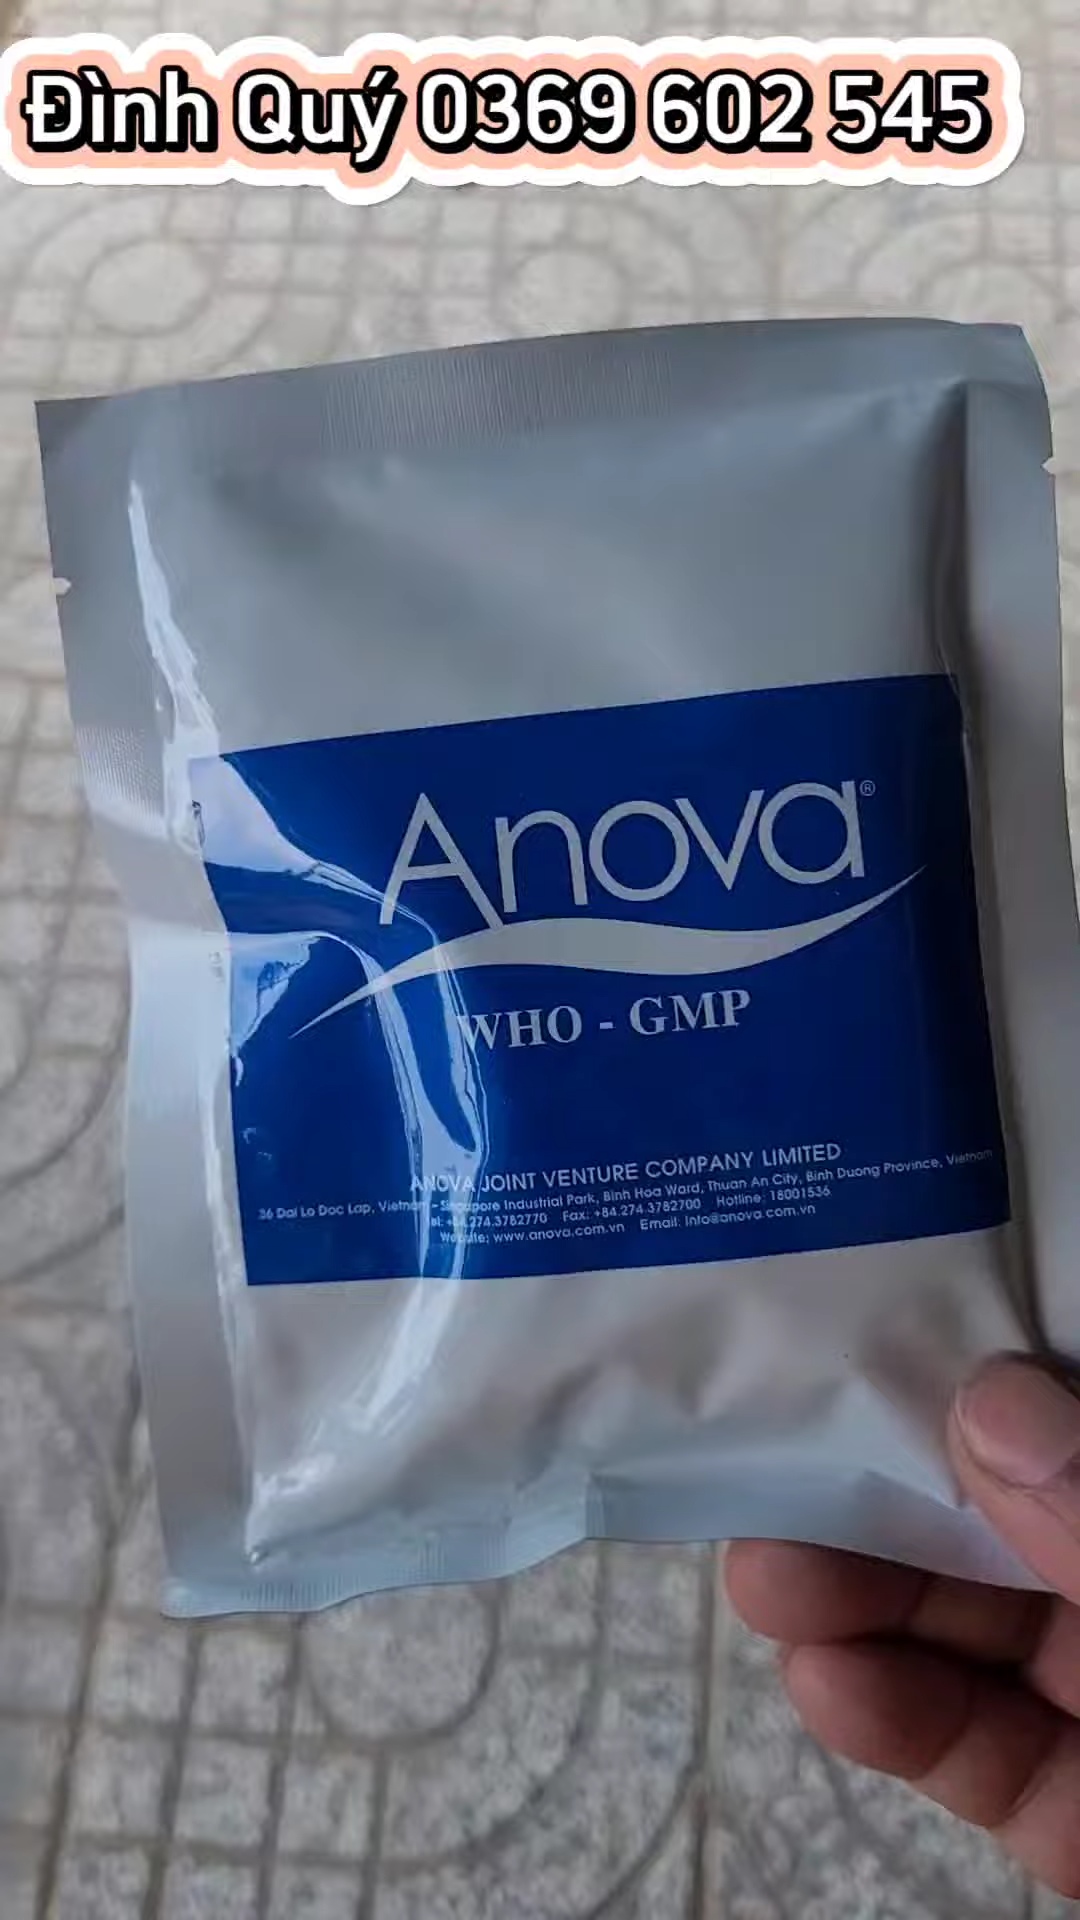 Đình Quý 0369 602 545
Anova®
WHO - GMP
ANOVA JOINT VENTURE COMPANY LIMITED
36 Dai Lo Doc Lap, Vietnam - Singapore Industrial Park, Binh Hoa Ward, Thuan An City, Binh Duong Province, Vietnam
Tel: +84.274.3782770 Fax: +84.274.3782700 Hotline: 18001536
Website: www.anova.com.vn Email: info@anova.com.vn